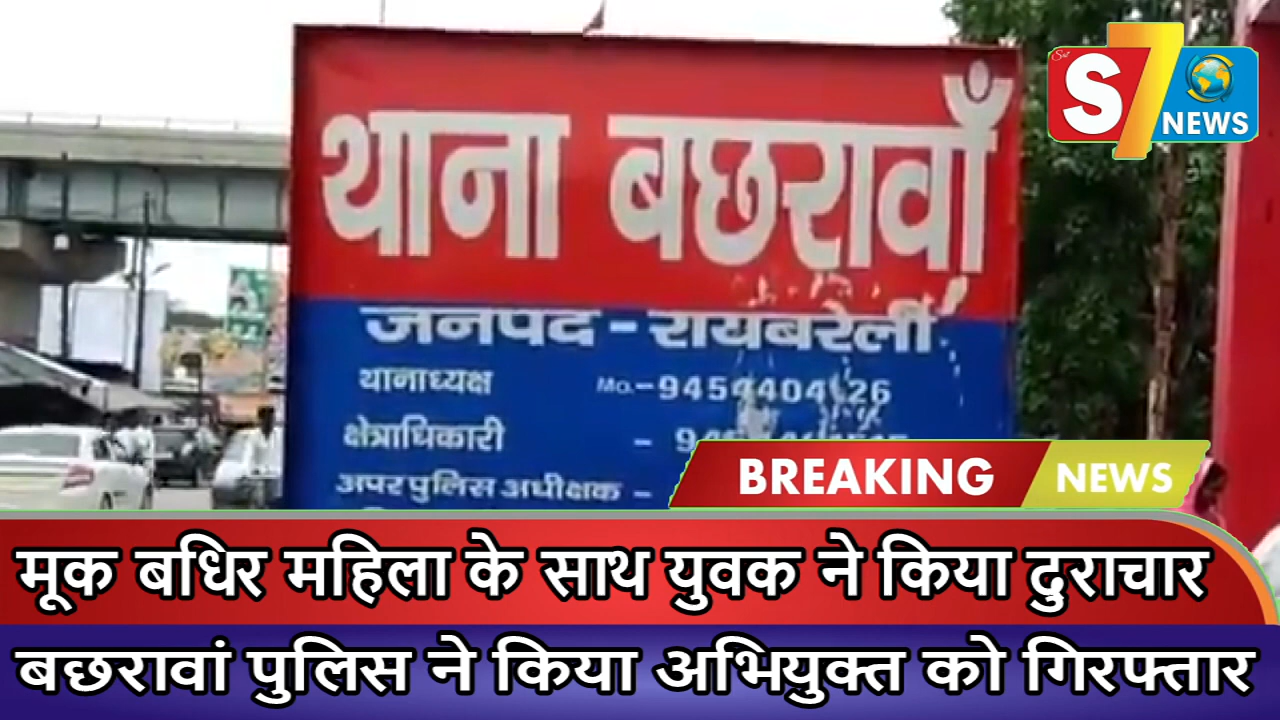 Sai
S7
NEWS
थाना बछरावाँ
जनपद - रायबरेली
थानाध्यक्ष Mo.-9454404126
क्षेत्राधिकारी -
अपर पुलिस अधीक्षक -
BREAKING NEWS
मूक बधिर महिला के साथ युवक ने किया दुराचार
बछरावां पुलिस ने किया अभियुक्त को गिरफ्तार